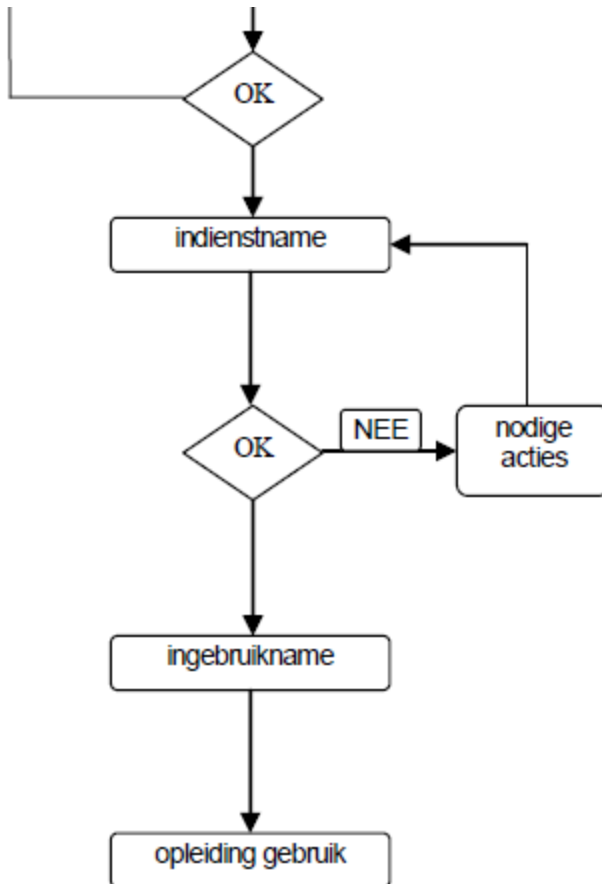 OK
indienstname
OK
NEE
nodige
acties
ingebruikname
opleiding gebruik